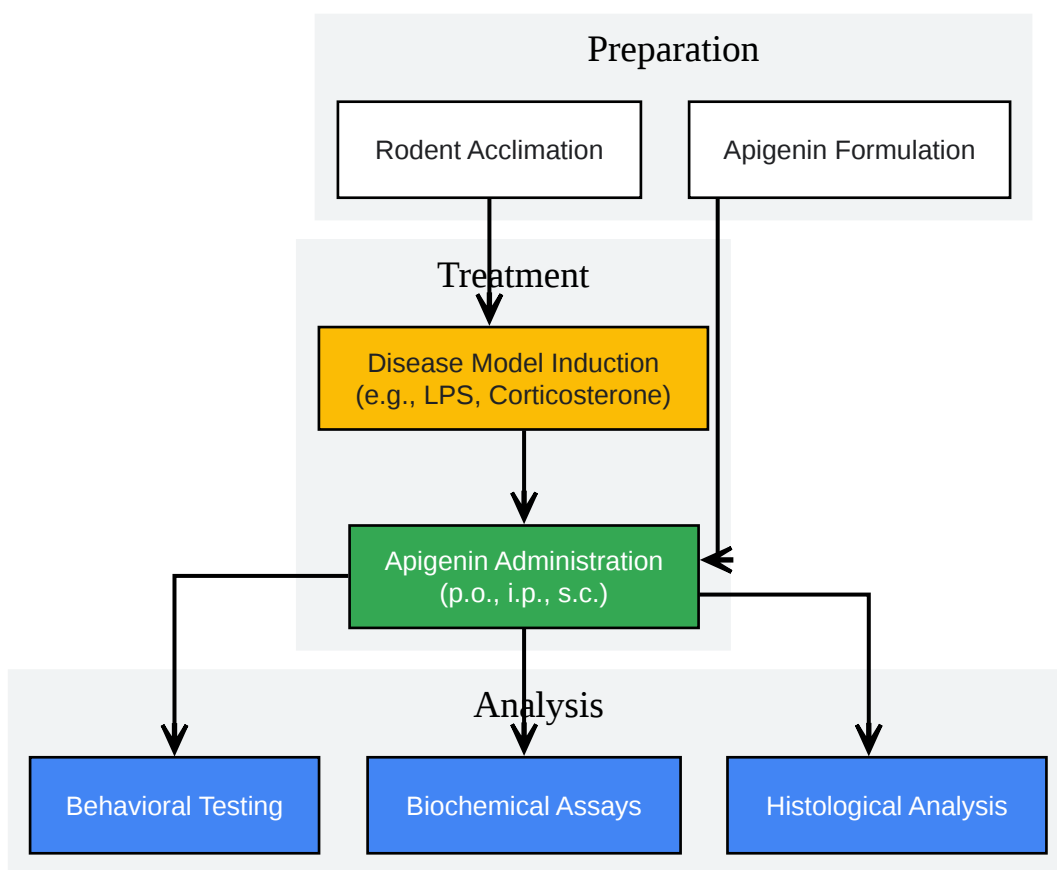 Preparation
Rodent Acclimation
Apigenin Formulation
Treatment
Disease Model Induction
(e.g., LPS, Corticosterone)
Apigenin Administration
(p.o., i.p., s.c.)
Analysis
Behavioral Testing
Biochemical Assays
Histological Analysis